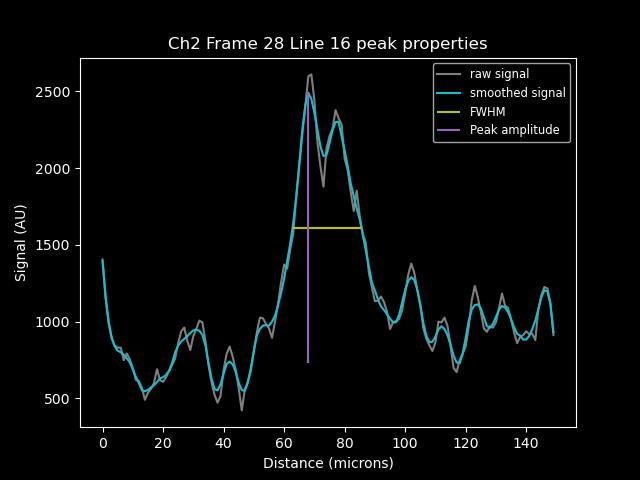 Ch2 Frame 28 Line 16 peak properties
raw signal
smoothed signal
FWHM
Peak amplitude
Signal (AU)
2500
2000
1500
1000
500
0 20 40 60 80 100 120 140
Distance (microns)